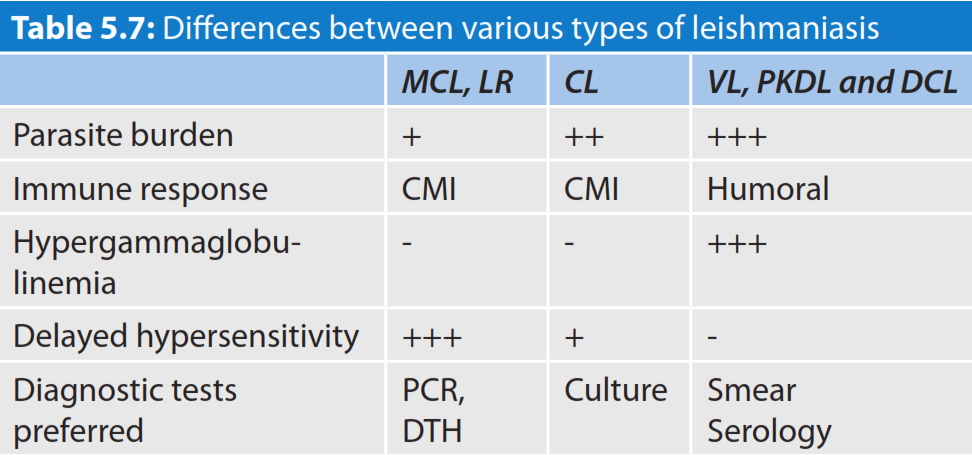 Table 5.7: Differences between various types of leishmaniasis
MCL, LR CL VL, PKDL and DCL
Parasite burden + ++ +++
Immune response CMI CMI Humoral
Hypergammaglobu- - - +++
linemia
Delayed hypersensitivity +++ + -
Diagnostic tests PCR, Culture Smear
preferred DTH Serology